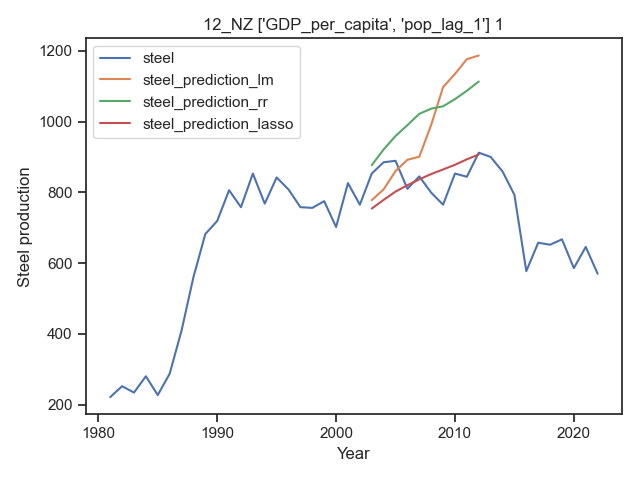 12_NZ ['GDP_per_capita', 'pop_lag_1'] 1
steel
steel_prediction_lm
steel_prediction_rr
steel_prediction_lasso
Steel production
1200
1000
800
600
400
200
1980
1990
2000
2010
2020
Year